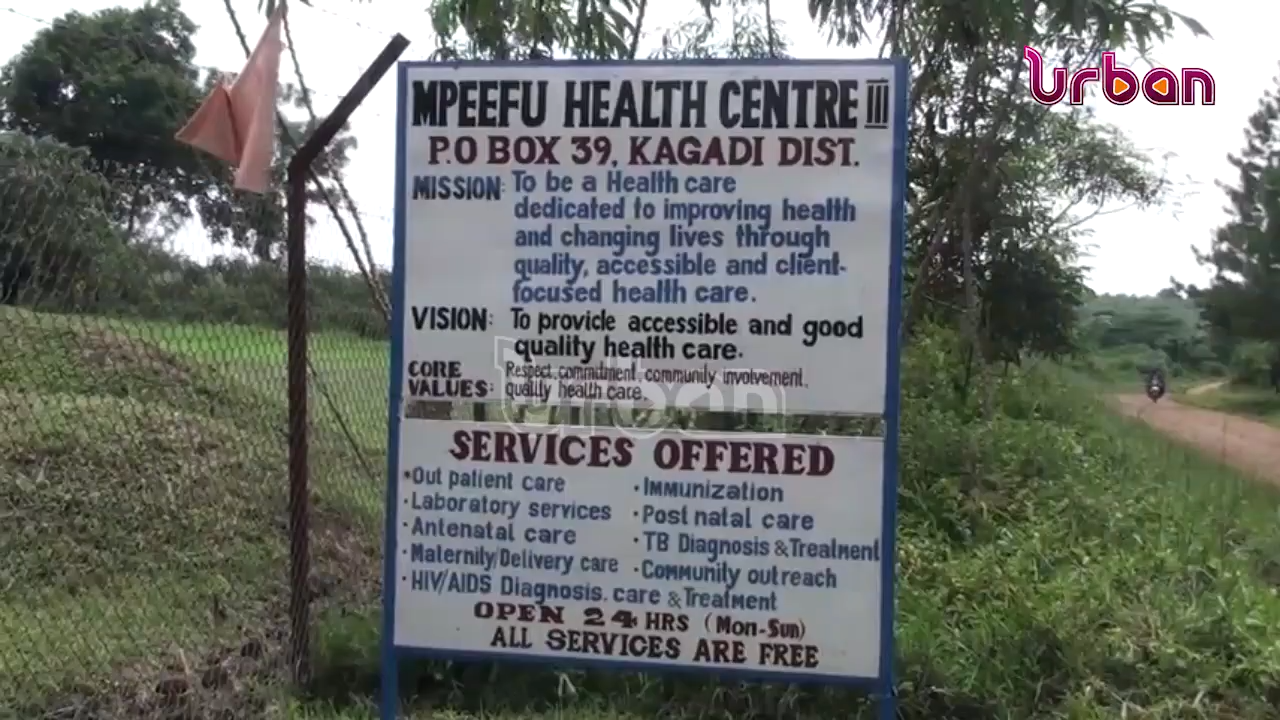 urban
MPEEFU HEALTH CENTRE III
P.O BOX 39, KAGADI DIST.
MISSION: To be a Health care
dedicated to improving health
and changing lives through
quality, accessible and client-
focused health care.
VISION: To provide accessible and good
quality health care.
CORE VALUES: Respect, commitment, community involvement,
quality health care.
urban
SERVICES OFFERED
• Out patient care
• Laboratory services
• Antenatal care
• Maternity/Delivery care
• HIV/AIDS Diagnosis, care & Treatment
• Immunization
• Post natal care
• TB Diagnosis & Treatment
• Community outreach
OPEN 24 HRS (Mon-Sun)
ALL SERVICES ARE FREE